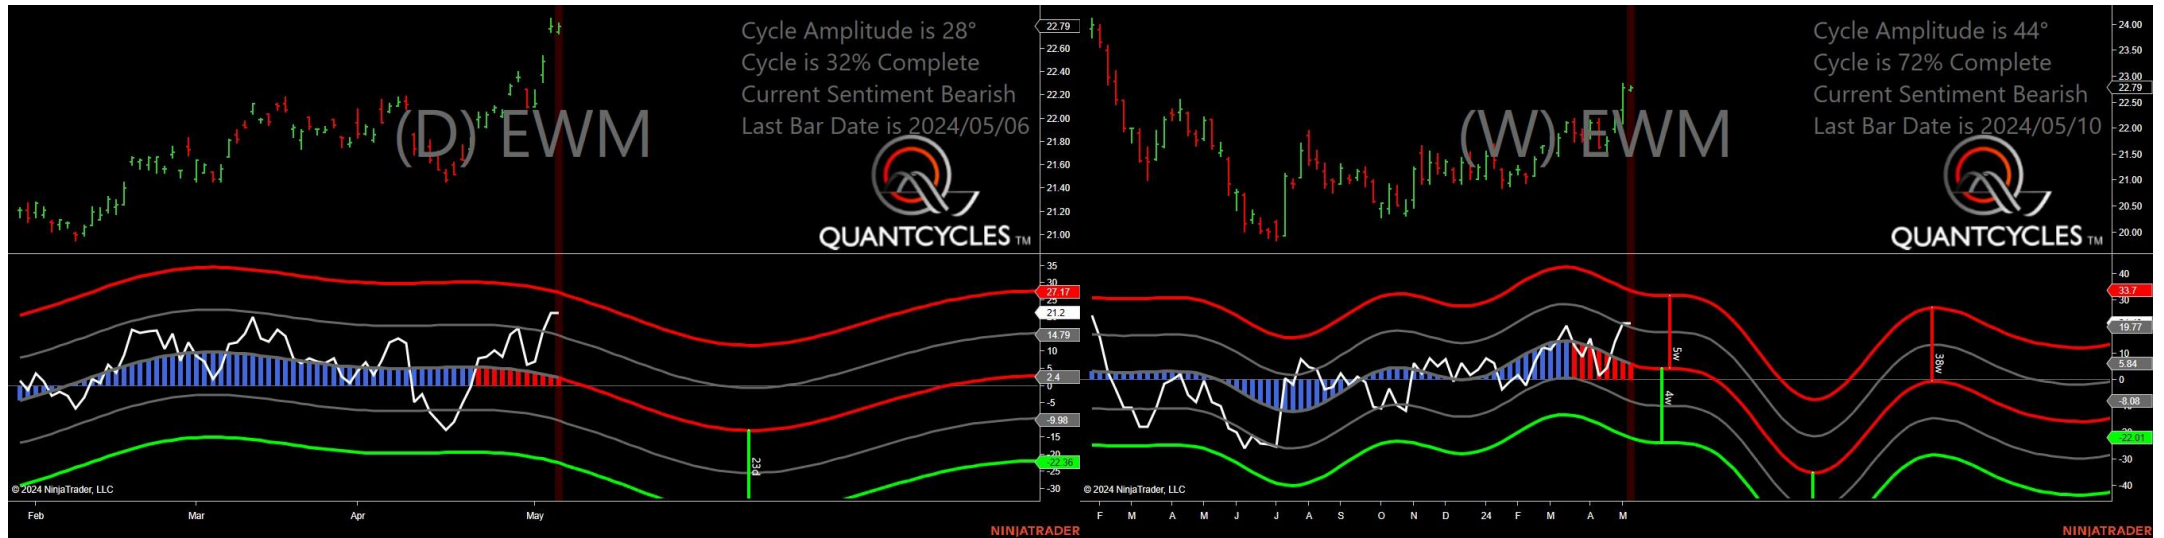 Cycle Amplitude is 28°
Cycle is 32% Complete
Current Sentiment Bearish
Last Bar Date is 2024/05/06
(D) EWM
QUANTCYCLES TM
22.79
22.60
22.40
22.20
22.00
21.80
21.60
21.40
21.20
21.00
35
30
27.17
25
21.2
14.79
10
5
2.4
0
-5
-9.98
-15
-20
-22.36
-25
-30
23d
© 2024 NinjaTrader, LLC
Feb
Mar
Apr
May
NINJATRADER
Cycle Amplitude is 44°
Cycle is 72% Complete
Current Sentiment Bearish
Last Bar Date is 2024/05/10
(W) EWM
QUANTCYCLES TM
24.00
23.50
23.00
22.79
22.50
22.00
21.50
21.00
20.50
20.00
40
33.7
30
19.77
10
5.84
0
-8.08
-22.01
-30
-40
5w
4w
38w
© 2024 NinjaTrader, LLC
F
M
A
M
J
J
A
S
O
N
D
24
F
M
A
M
NINJATRADER